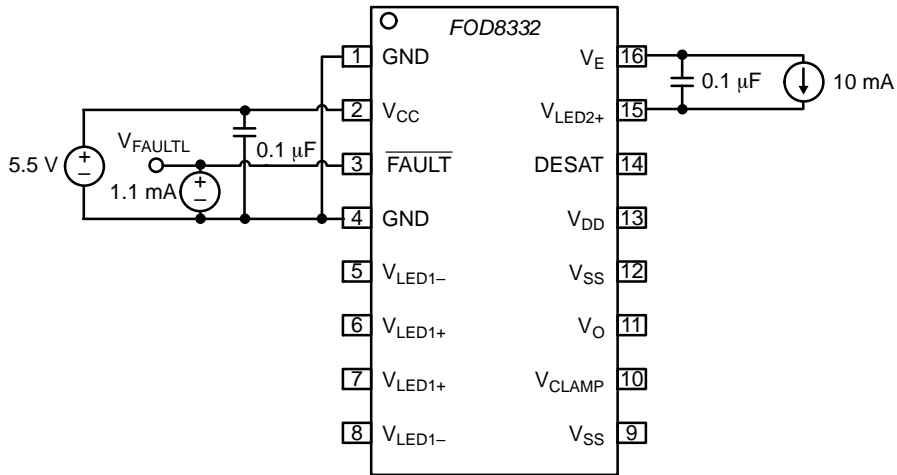 FOD8332
1 GND
2 VCC
3 FAULT
4 GND
5 VLED1–
6 VLED1+
7 VLED1+
8 VLED1–
VE 16
VLED2+ 15
DESAT 14
VDD 13
VSS 12
VO 11
VCLAMP 10
VSS 9
5.5 V
+
–
VFAULTL
0.1 μF
1.1 mA
+
–
0.1 μF
10 mA